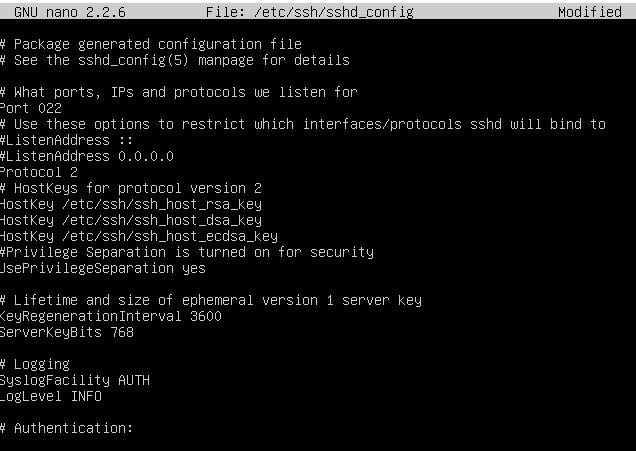 GNU nano 2.2.6 File: /etc/ssh/sshd_config Modified
# Package generated configuration file
# See the sshd_config(5) manpage for details
# What ports, IPs and protocols we listen for
Port 022
# Use these options to restrict which interfaces/protocols sshd will bind to
#ListenAddress ::
#ListenAddress 0.0.0.0
Protocol 2
# HostKeys for protocol version 2
HostKey /etc/ssh/ssh_host_rsa_key
HostKey /etc/ssh/ssh_host_dsa_key
HostKey /etc/ssh/ssh_host_ecdsa_key
#Privilege Separation is turned on for security
UsePrivilegeSeparation yes
# Lifetime and size of ephemeral version 1 server key
KeyRegenerationInterval 3600
ServerKeyBits 768
# Logging
SyslogFacility AUTH
LogLevel INFO
# Authentication: